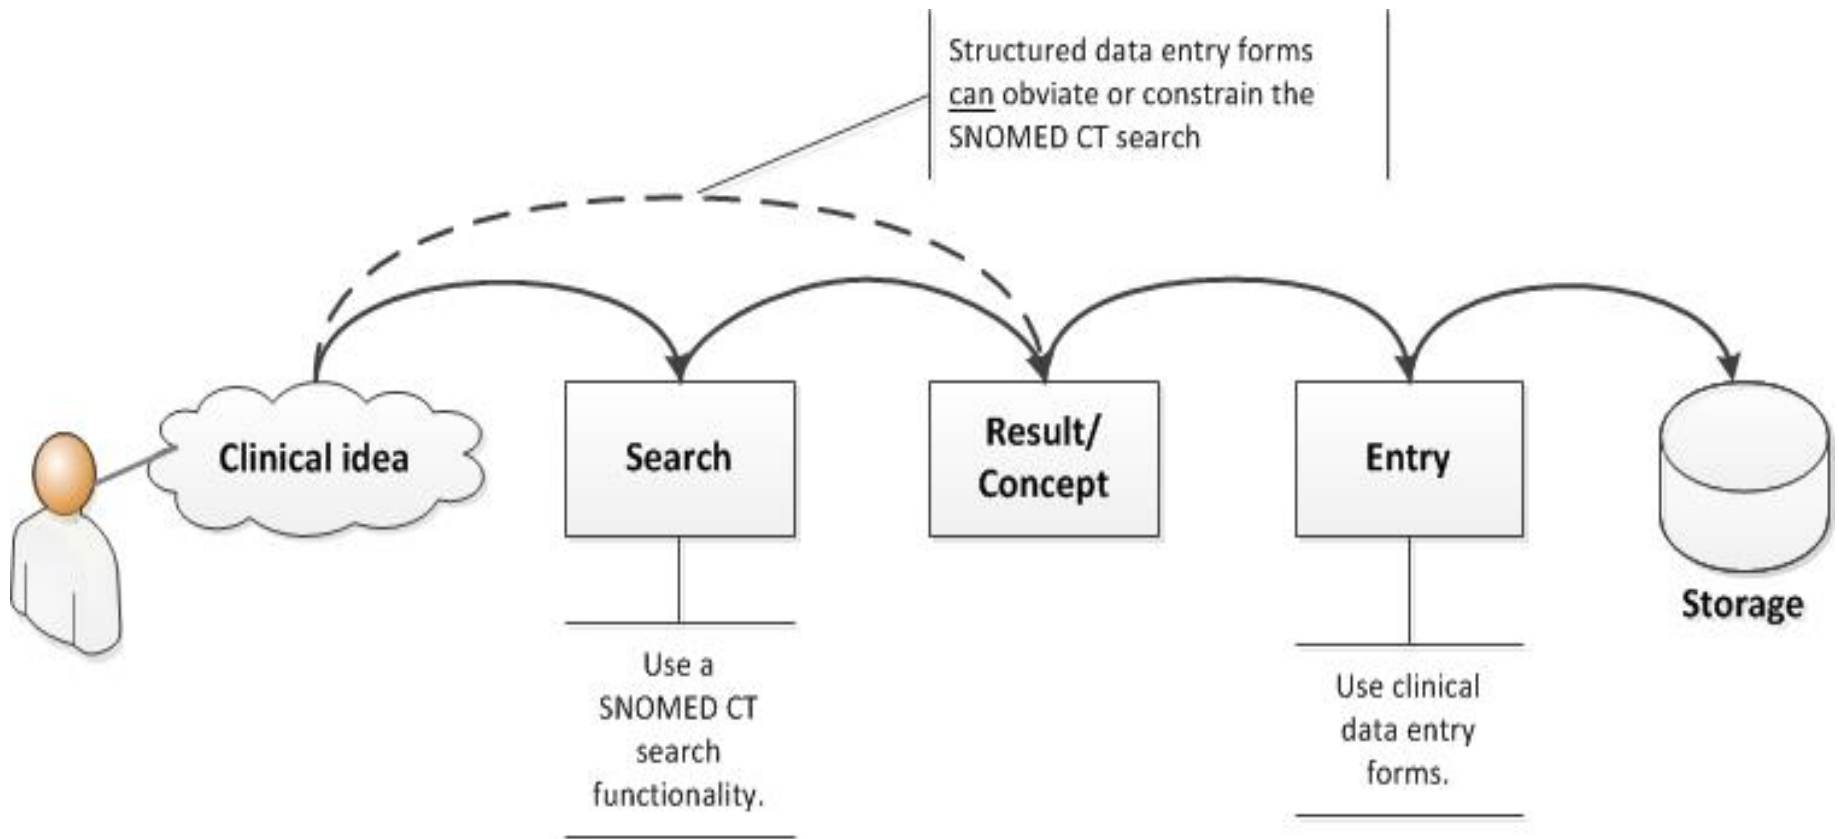 Structured data entry forms
can obviate or constrain the
SNOMED CT search
Clinical idea
Search
Result/
Concept
Entry
Storage
Use a
SNOMED CT
search
functionality.
Use clinical
data entry
forms.